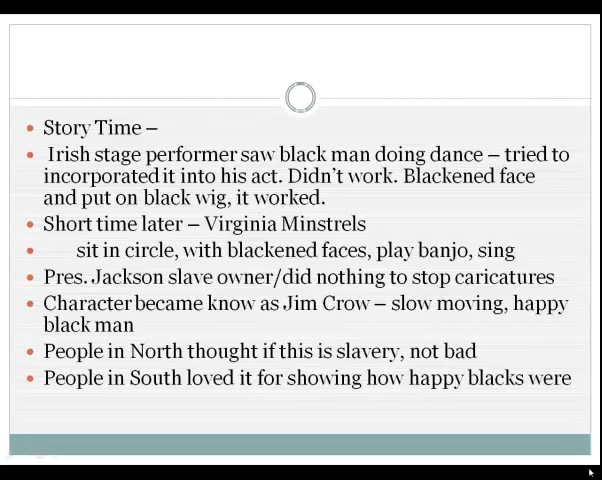 Story Time –
Irish stage performer saw black man doing dance – tried to
incorporated it into his act. Didn't work. Blackened face
and put on black wig, it worked.
Short time later – Virginia Minstrels
sit in circle, with blackened faces, play banjo, sing
Pres. Jackson slave owner/did nothing to stop caricatures
Character became know as Jim Crow – slow moving, happy
black man
People in North thought if this is slavery, not bad
People in South loved it for showing how happy blacks were